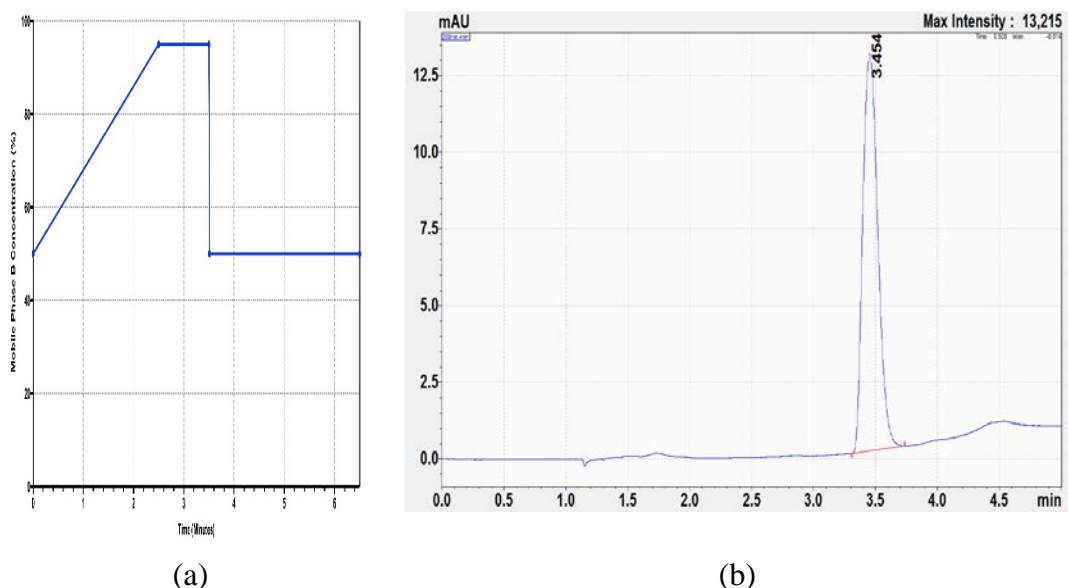 100
80
60
40
20
0
Mobile Phase B Concentration (%)
0 1 2 3 4 5 6
Time (Minutes)
(a)
mAU
Max Intensity : 13,215
3.454
12.5
10.0
7.5
5.0
2.5
0.0
0.0 0.5 1.0 1.5 2.0 2.5 3.0 3.5 4.0 4.5 min
(b)